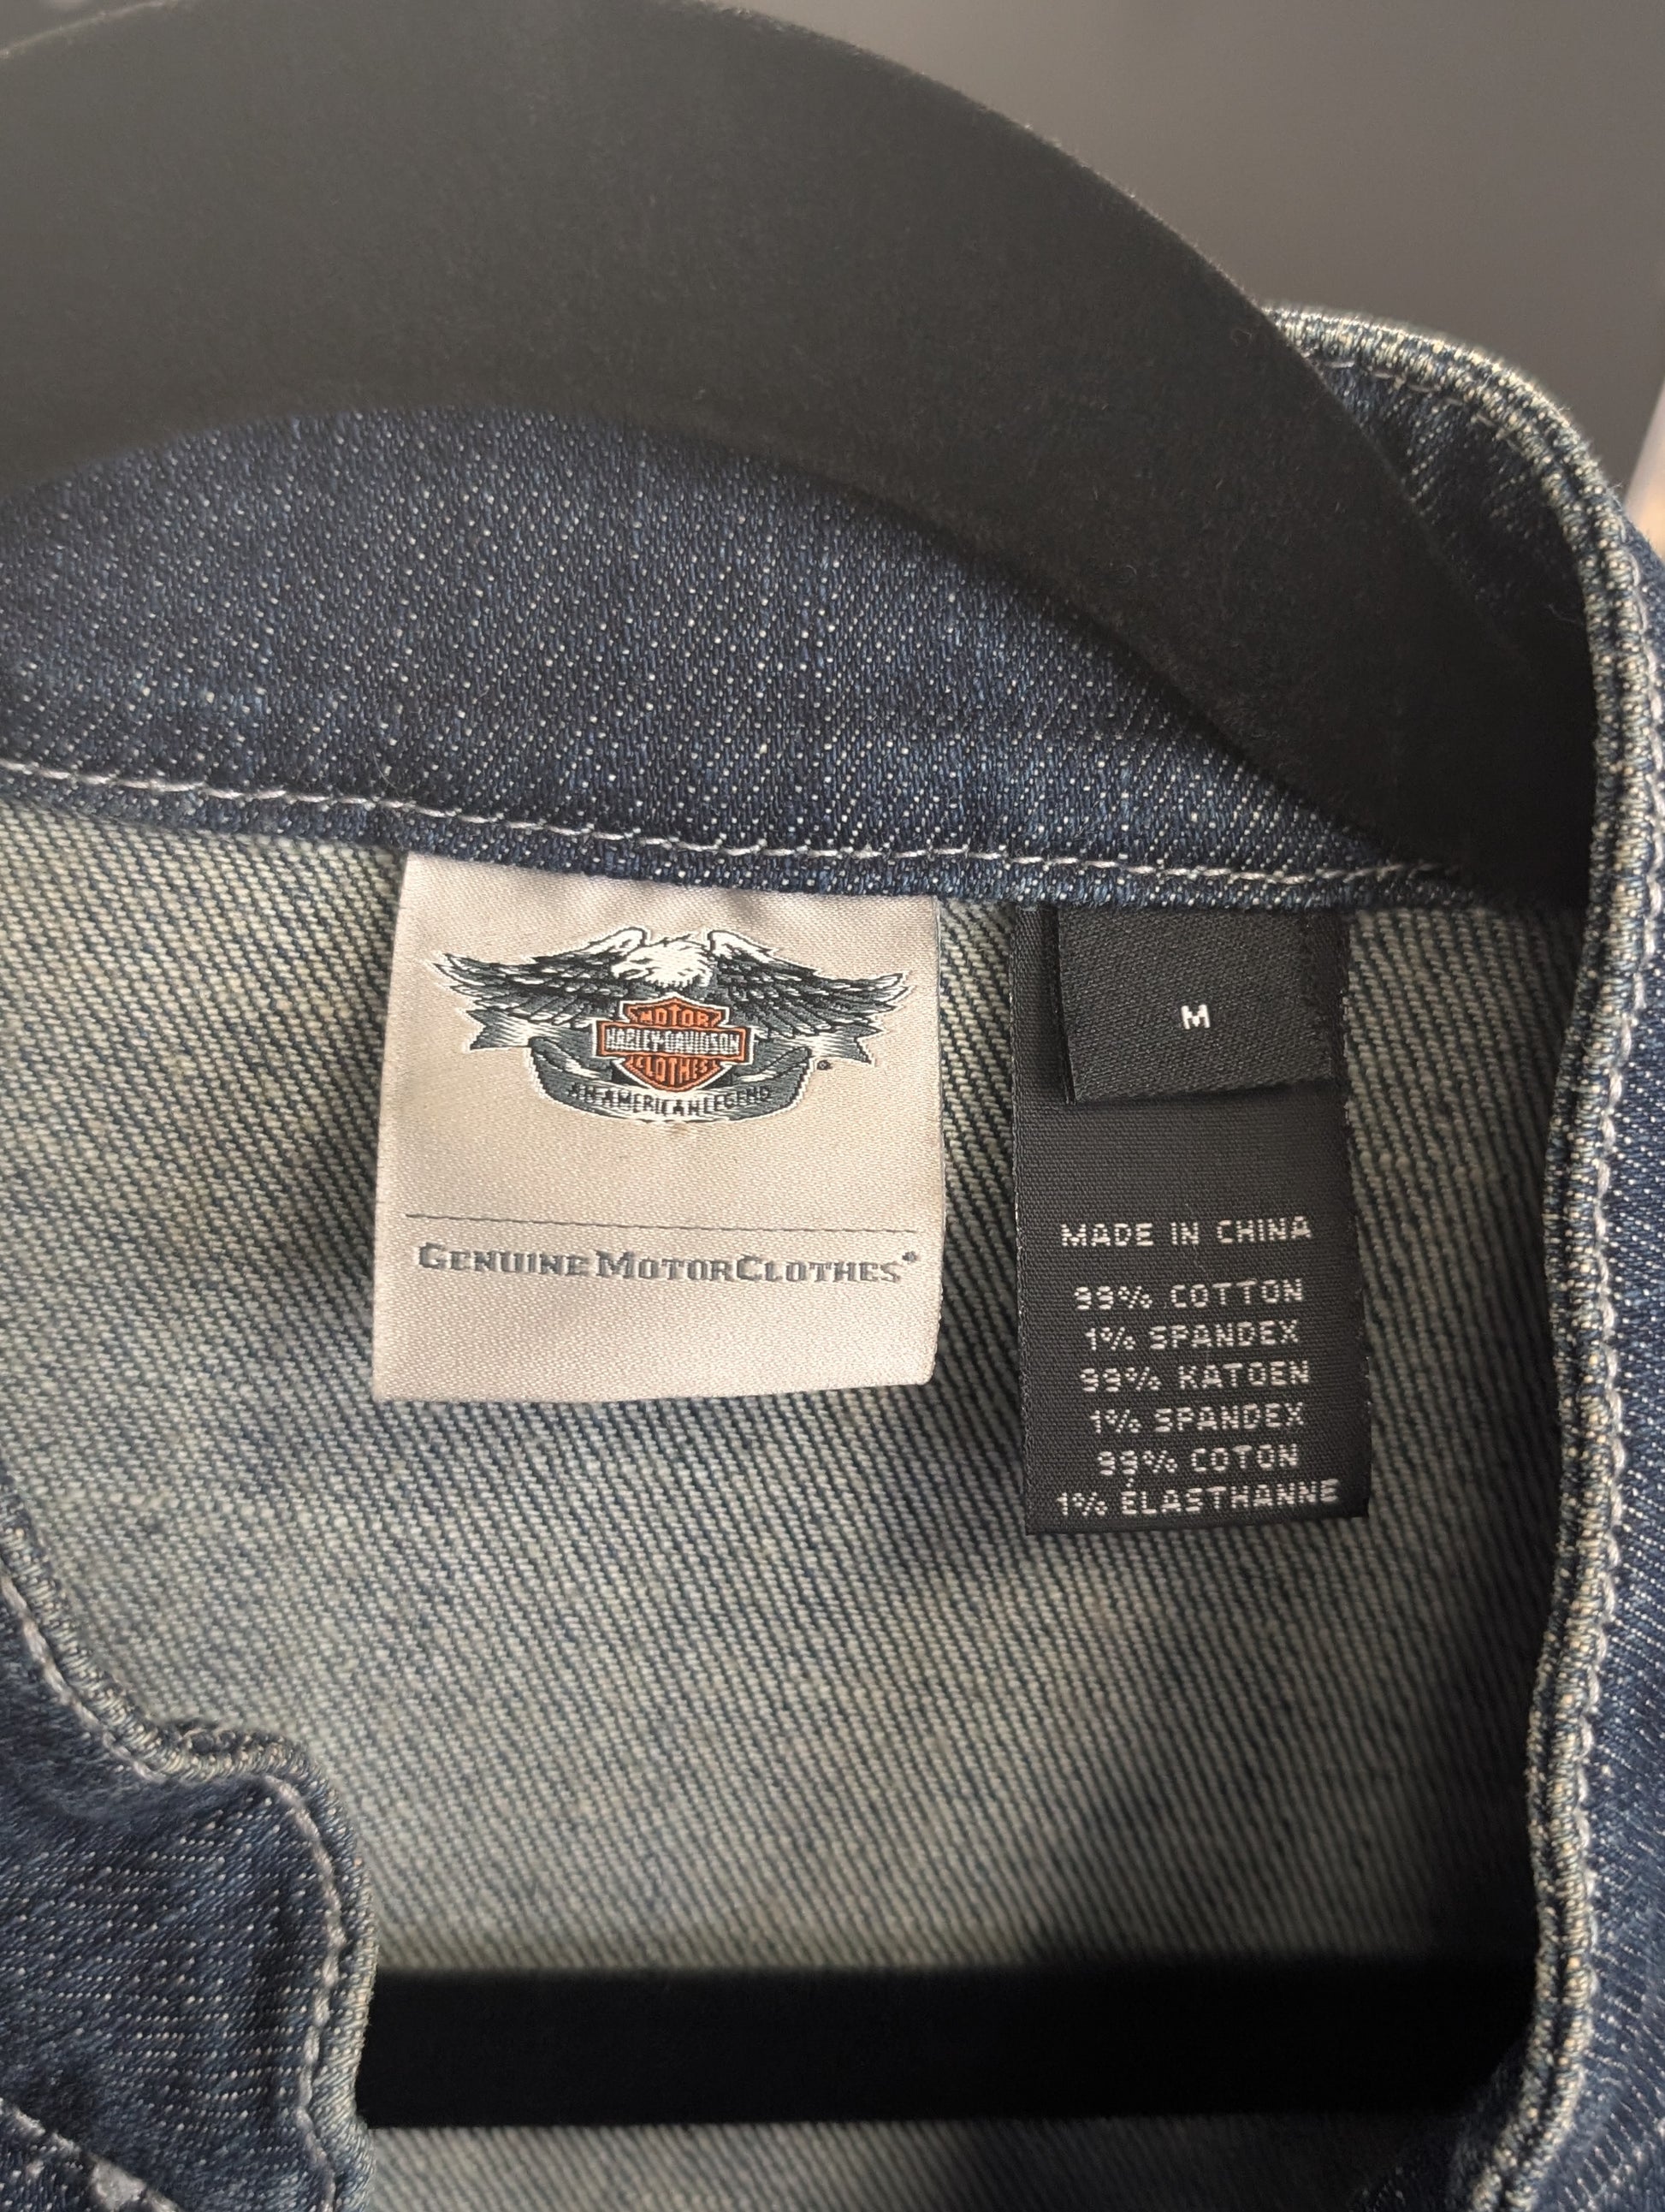 MOTOR
HARLEY-DAVIDSON
CLOTHES
®
AN AMERICAN LEGEND
GENUINE MOTORCLOTHES®
M
MADE IN CHINA
99% COTTON
1% SPANDEX
99% KATOEN
1% SPANDEX
99% COTON
1% ÉLASTHANNE